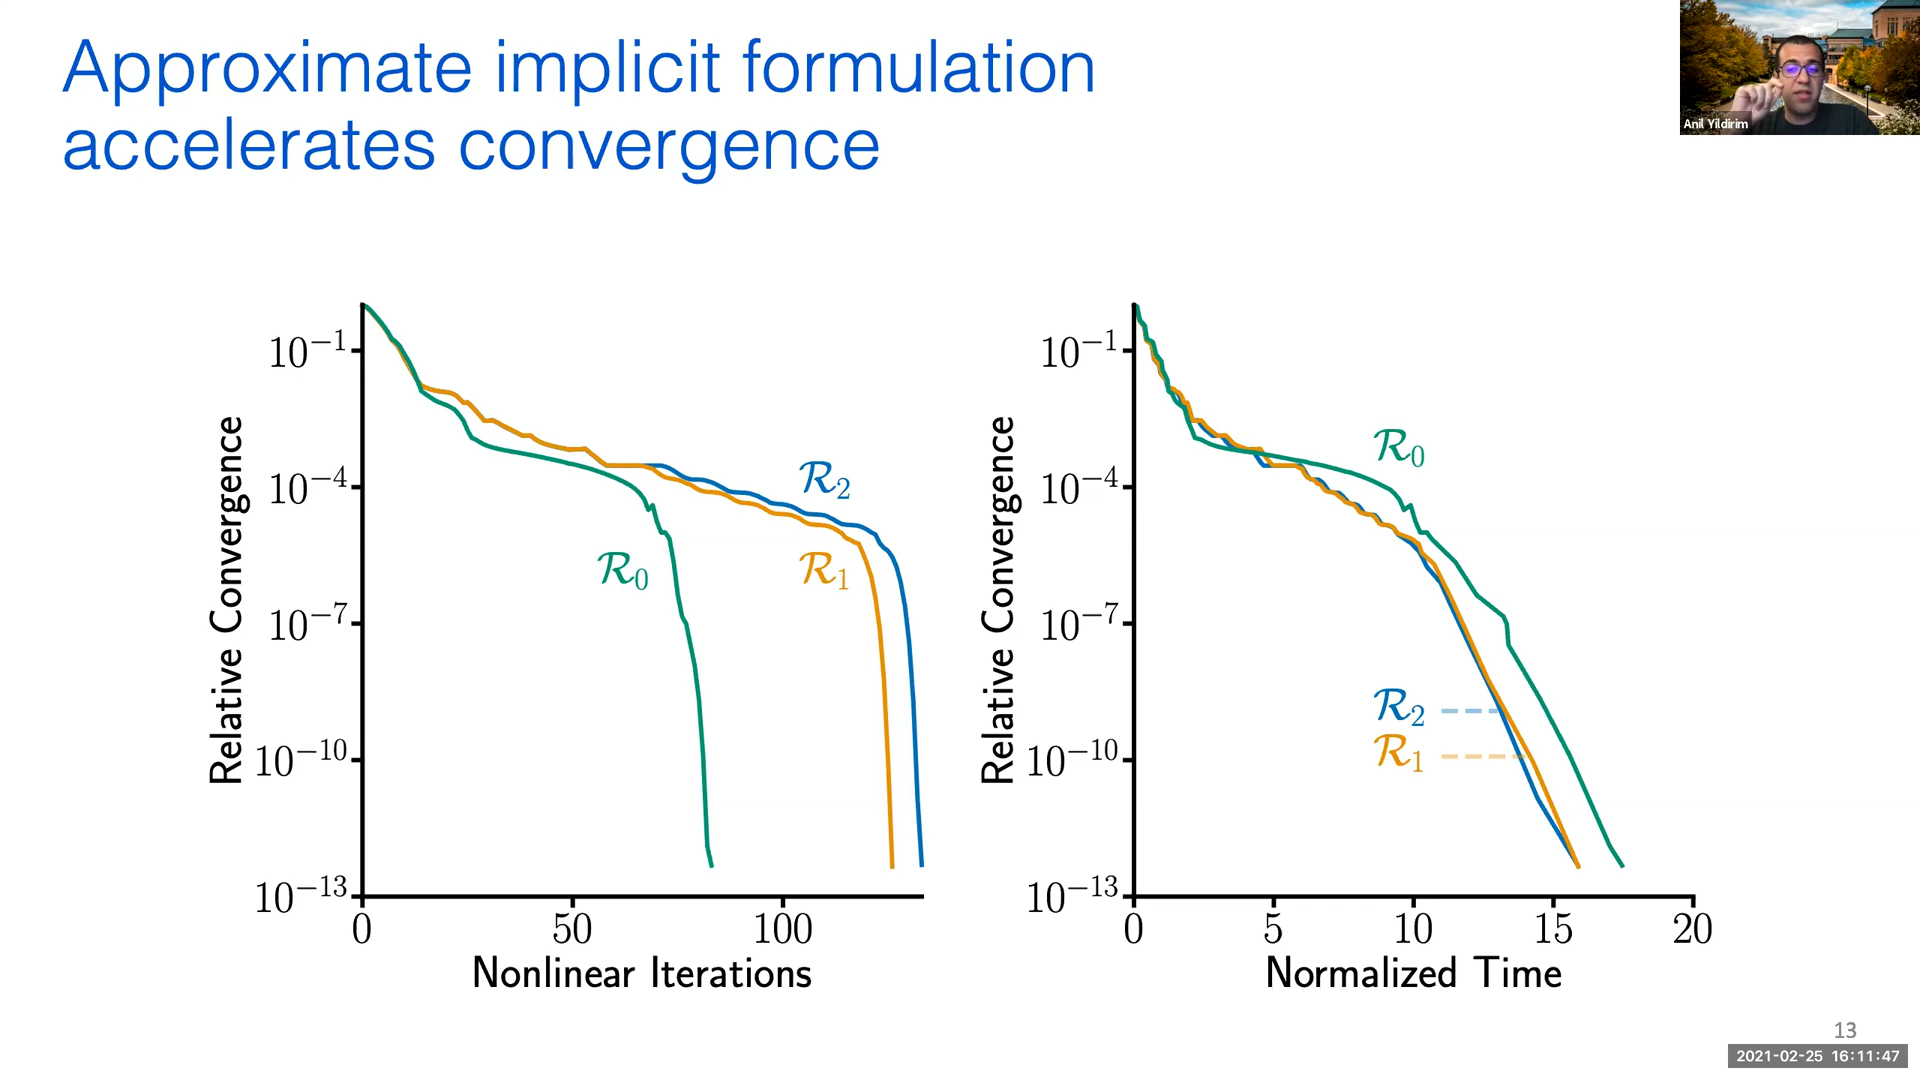 Approximate implicit formulation
accelerates convergence
Anil Yildirim
Relative Convergence
10⁻¹
10⁻⁴
10⁻⁷
10⁻¹⁰
10⁻¹³
0
50
100
Nonlinear Iterations
ℛ₀
ℛ₁
ℛ₂
Relative Convergence
10⁻¹
10⁻⁴
10⁻⁷
10⁻¹⁰
10⁻¹³
0
5
10
15
20
Normalized Time
ℛ₀
ℛ₂
ℛ₁
13
2021-02-25 16:11:47